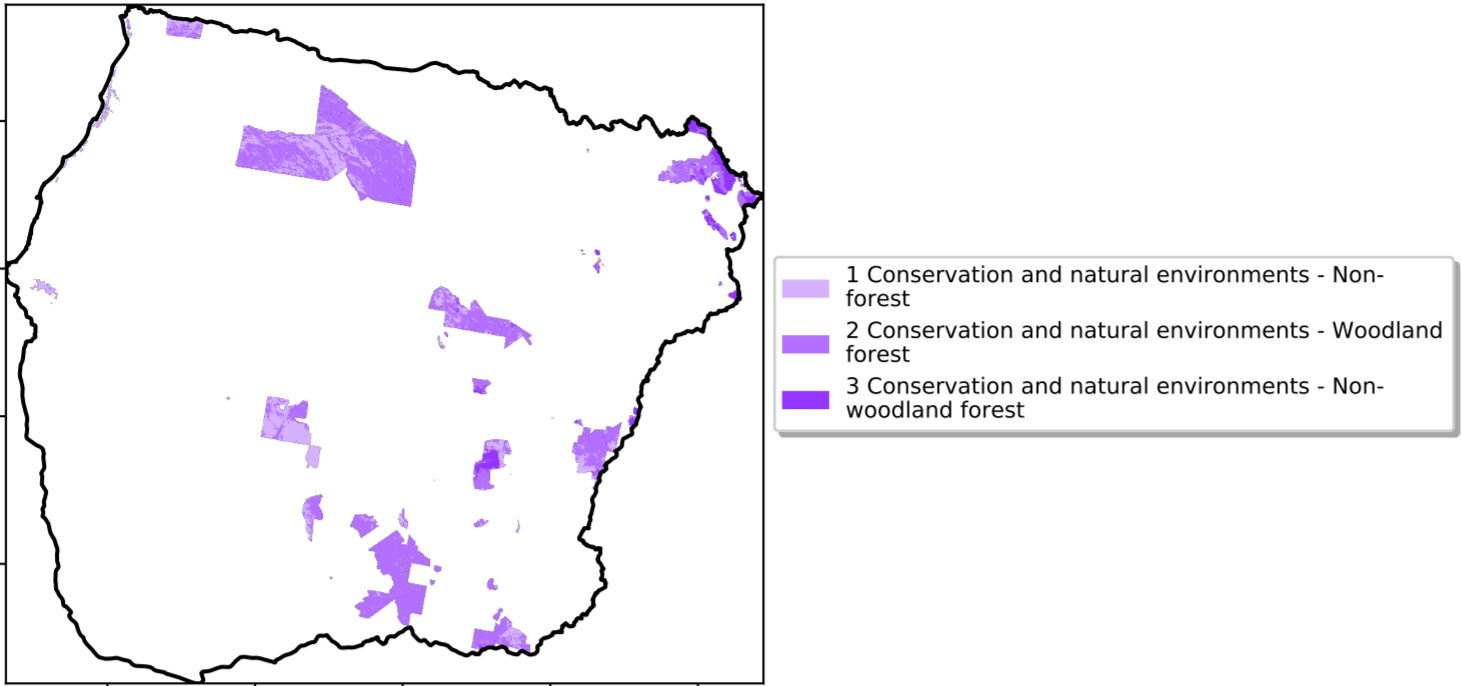 1 Conservation and natural environments - Non-
forest
2 Conservation and natural environments - Woodland
forest
3 Conservation and natural environments - Non-
woodland forest